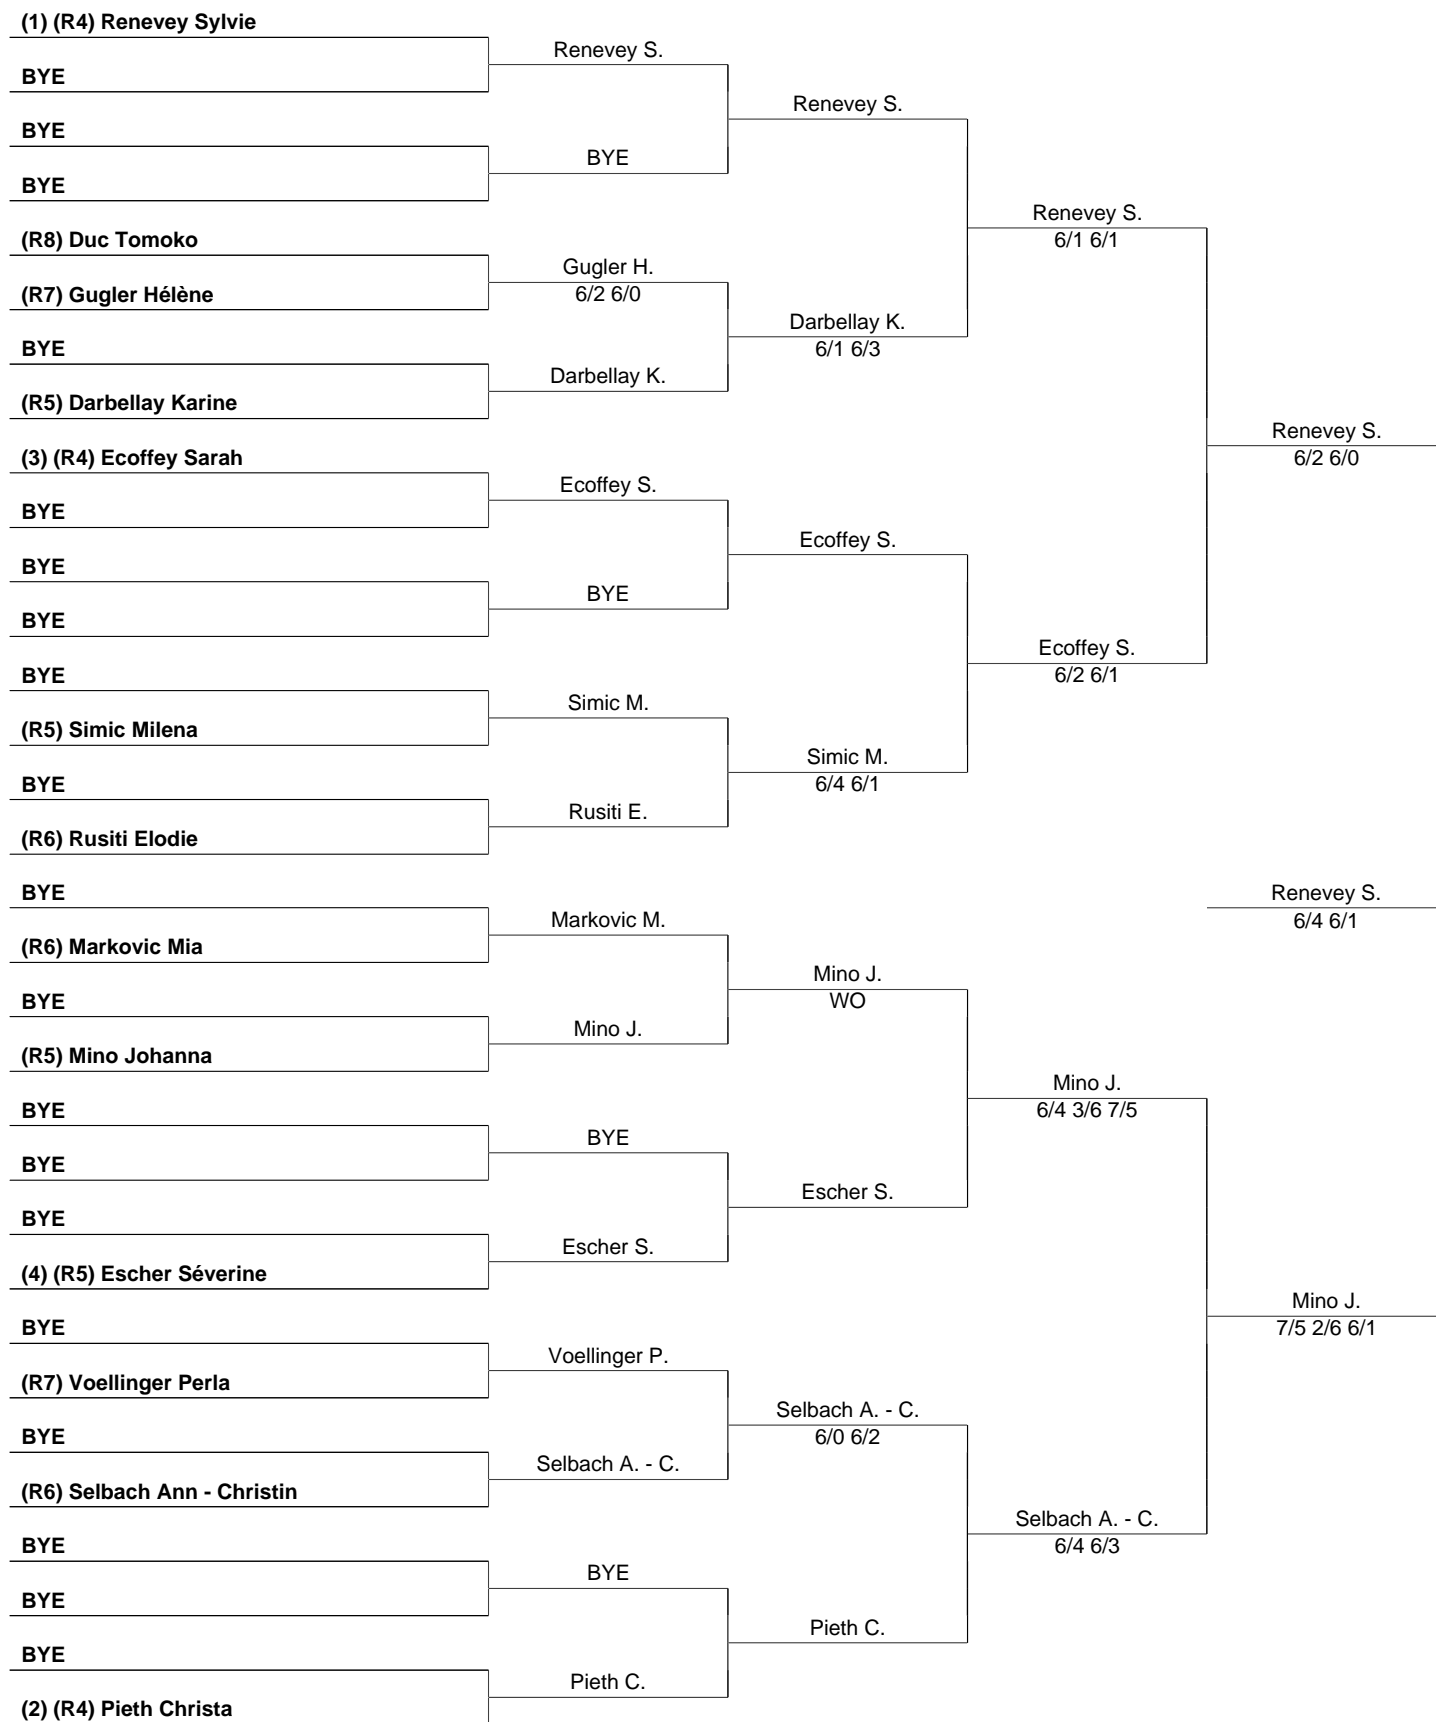 (1) (R4) Renevey Sylvie
BYE
BYE
BYE
(R8) Duc Tomoko
(R7) Gugler Hélène
BYE
(R5) Darbellay Karine
(3) (R4) Ecoffey Sarah
BYE
BYE
BYE
BYE
(R5) Simic Milena
BYE
(R6) Rusiti Elodie
BYE
(R6) Markovic Mia
BYE
(R5) Mino Johanna
BYE
BYE
BYE
(4) (R5) Escher Séverine
BYE
(R7) Voellinger Perla
BYE
(R6) Selbach Ann - Christin
BYE
BYE
BYE
(2) (R4) Pieth Christa
Renevey S.
BYE
Gugler H.
6/2 6/0
Darbellay K.
Ecoffey S.
BYE
Simic M.
Rusiti E.
Markovic M.
Mino J.
BYE
Escher S.
Voellinger P.
Selbach A. - C.
BYE
Pieth C.
Renevey S.
Darbellay K.
6/1 6/3
Ecoffey S.
Simic M.
6/4 6/1
Mino J.
WO
Escher S.
Selbach A. - C.
6/0 6/2
Pieth C.
Renevey S.
6/1 6/1
Ecoffey S.
6/2 6/1
Mino J.
6/4 3/6 7/5
Selbach A. - C.
6/4 6/3
Renevey S.
6/2 6/0
Renevey S.
6/4 6/1
Mino J.
7/5 2/6 6/1